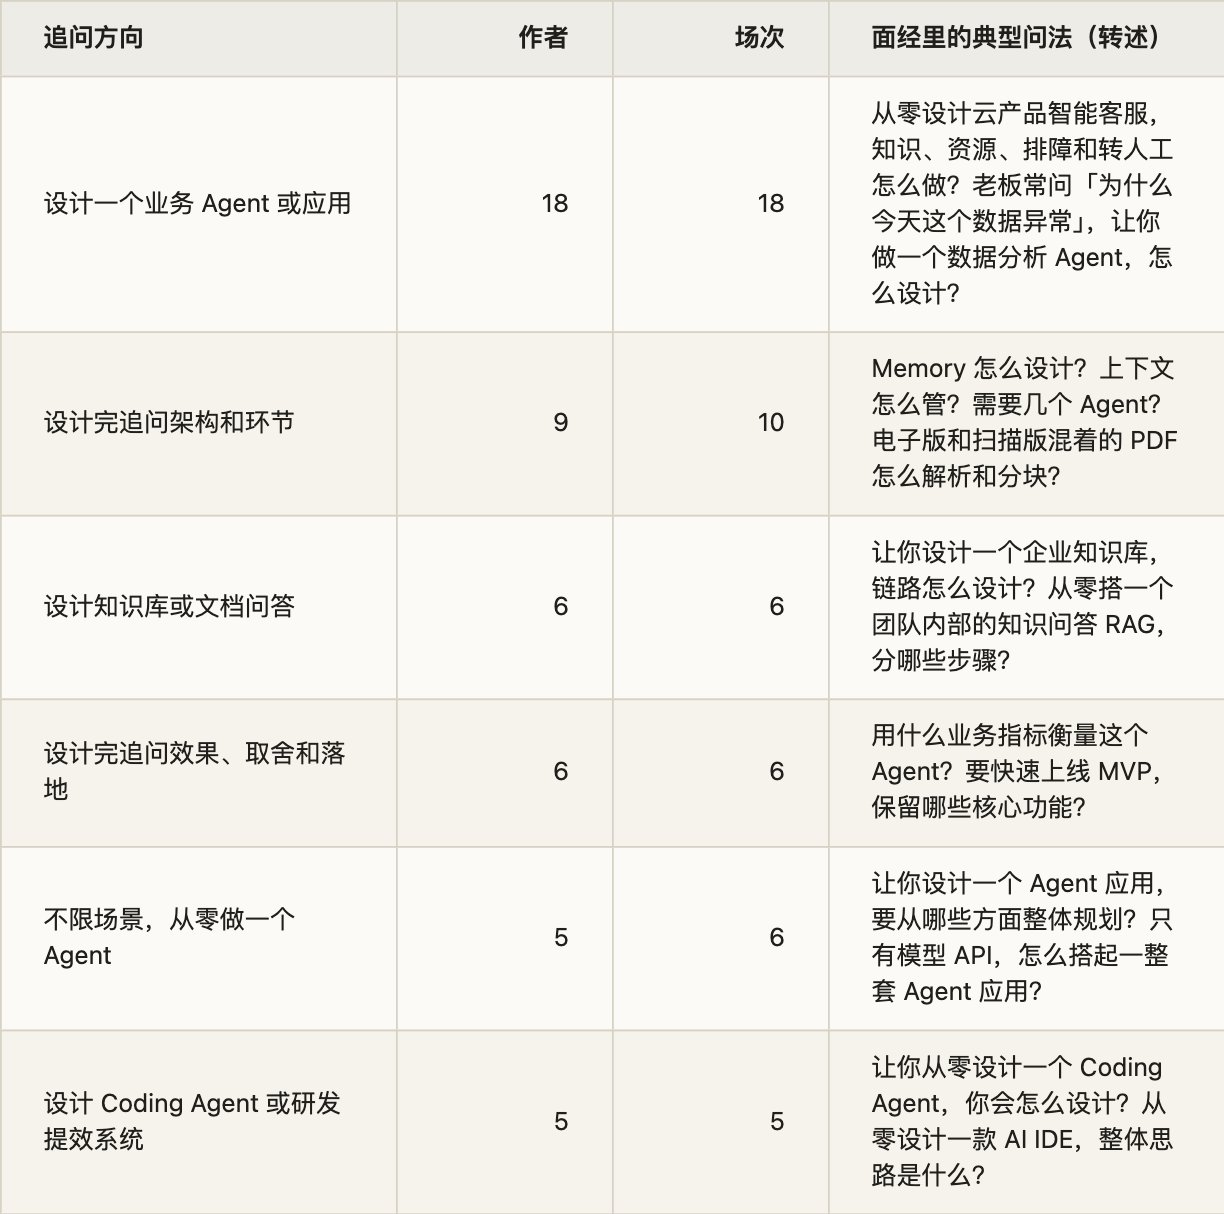 追问方向 作者 场次 面经里的典型问法（转述）
设计一个业务 Agent 或应用 18 18
从零设计云产品智能客服，
知识、资源、排障和转人工
怎么做？老板常问「为什么
今天这个数据异常」，让你
做一个数据分析 Agent，怎
么设计？
设计完追问架构和环节 9 10
Memory 怎么设计？上下文
怎么管？需要几个 Agent？
电子版和扫描版混着的 PDF
怎么解析和分块？
设计知识库或文档问答 6 6
让你设计一个企业知识库，
链路怎么设计？从零搭一个
团队内部的知识问答 RAG，
分哪些步骤？
设计完追问效果、取舍和落
地
6 6
用什么业务指标衡量这个
Agent？要快速上线 MVP，
保留哪些核心功能？
不限场景，从零做一个
Agent
5 6
让你设计一个 Agent 应用，
要从哪些方面整体规划？只
有模型 API，怎么搭起一整
套 Agent 应用？
设计 Coding Agent 或研发
提效系统
5 5
让你从零设计一个 Coding
Agent，你会怎么设计？从
零设计一款 AI IDE，整体思
路是什么？